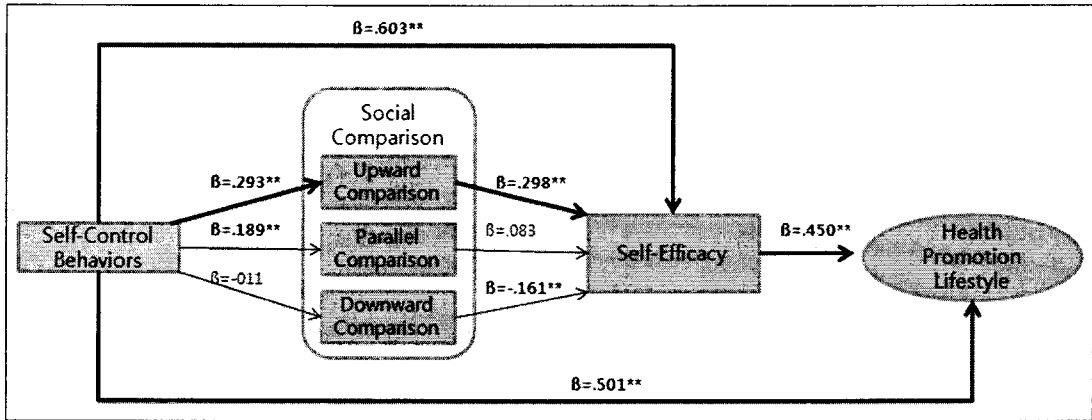 ß=.603**
Social
Comparison
Upward
Comparison
ß=.293**
ß=.298**
Self-Control
Behaviors
ß=.189**
Parallel
Comparison
ß=.083
Self-Efficacy
ß=.450**
Health
Promotion
Lifestyle
ß=-011
Downward
Comparison
ß=-.161**
ß=.501**